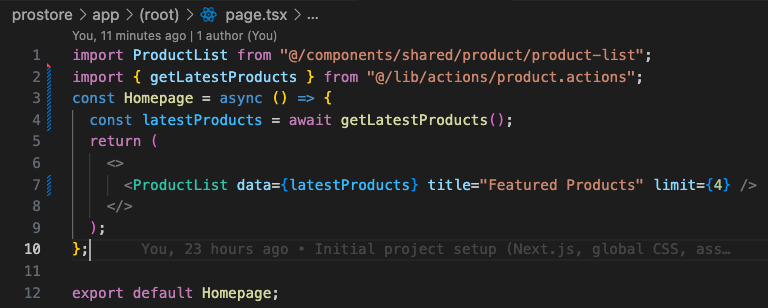 prostore > app > (root) > page.tsx > ...
You, 11 minutes ago | 1 author (You)
1 import ProductList from "@/components/shared/product/product-list";
2 import { getLatestProducts } from "@/lib/actions/product.actions";
3 const Homepage = async () => {
4   const latestProducts = await getLatestProducts();
5   return (
6     <>
7       <ProductList data={latestProducts} title="Featured Products" limit={4} />
8     </>
9   );
10 }; You, 23 hours ago • Initial project setup (Next.js, global CSS, ass…
11
12 export default Homepage;